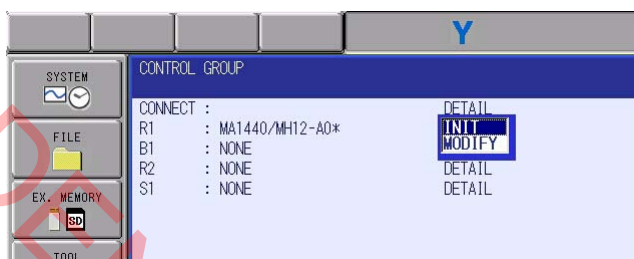 Y
SYSTEM
CONTROL GROUP
CONNECT : DETAIL
R1 : MA1440/MH12-A0* INIT
B1 : NONE MODIFY
R2 : NONE DETAIL
S1 : NONE DETAIL
FILE
EX. MEMORY
SD
TOOL